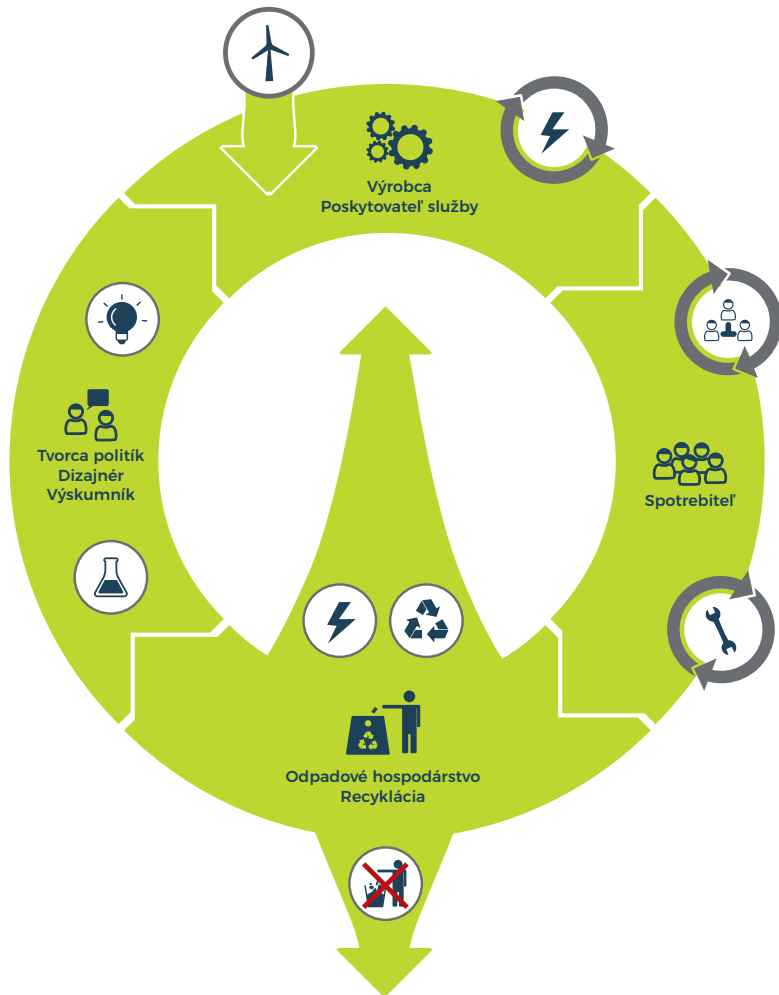 Výrobca
Poskytovateľ služby
Tvorca politík
Dizajnér
Výskumník
Spotrebiteľ
Odpadové hospodárstvo
Recyklácia